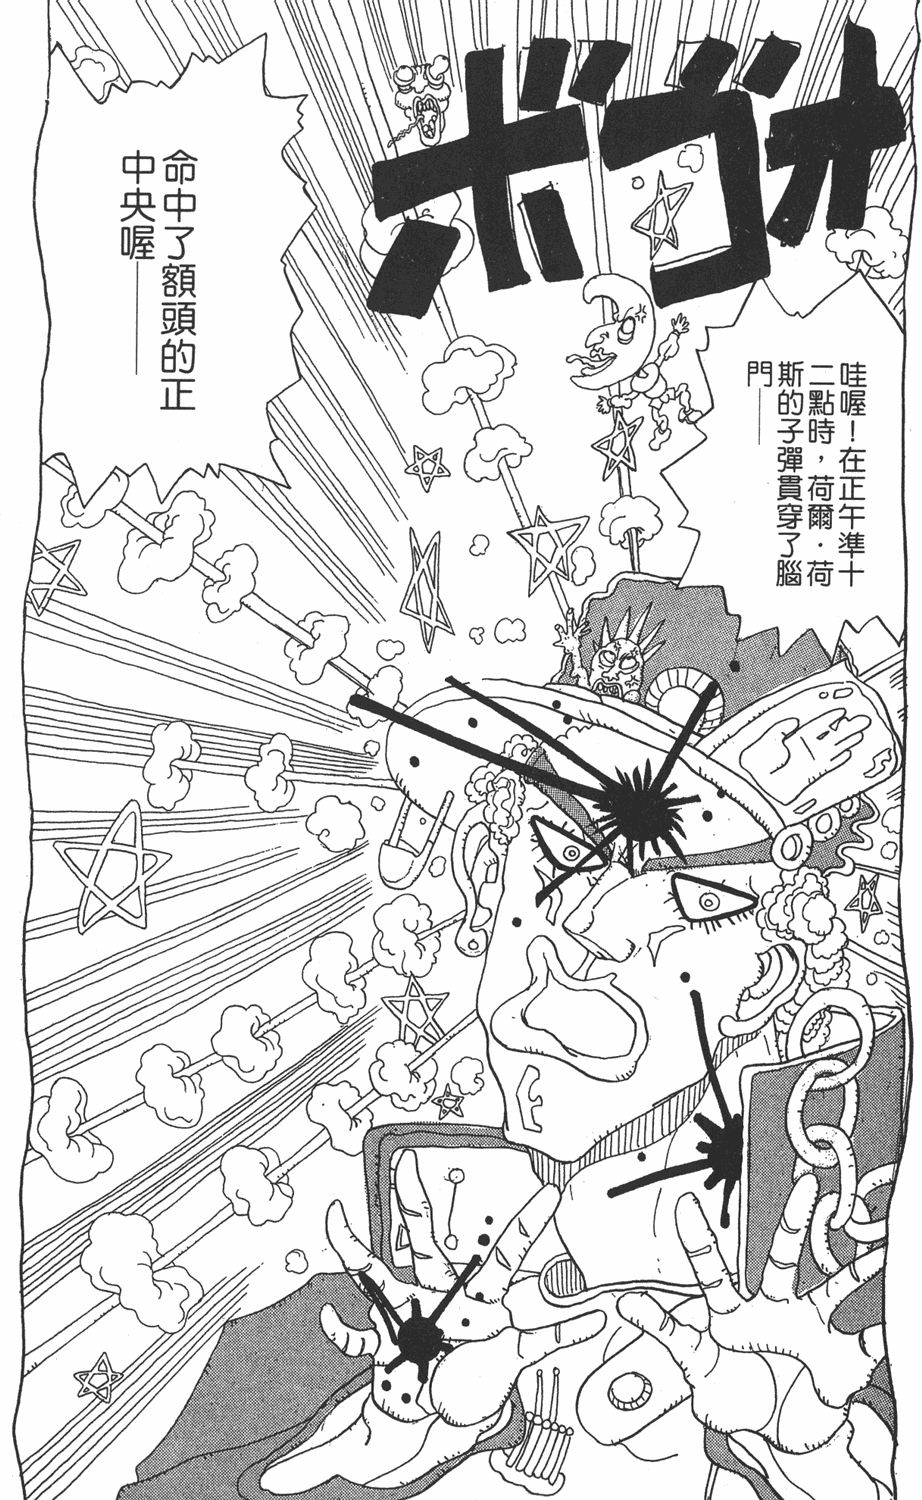 ボゴォ
哇喔！在正午準十
二點時，荷爾．荷
斯的子彈貫穿了腦
門——
命中了額頭的正
中央喔——